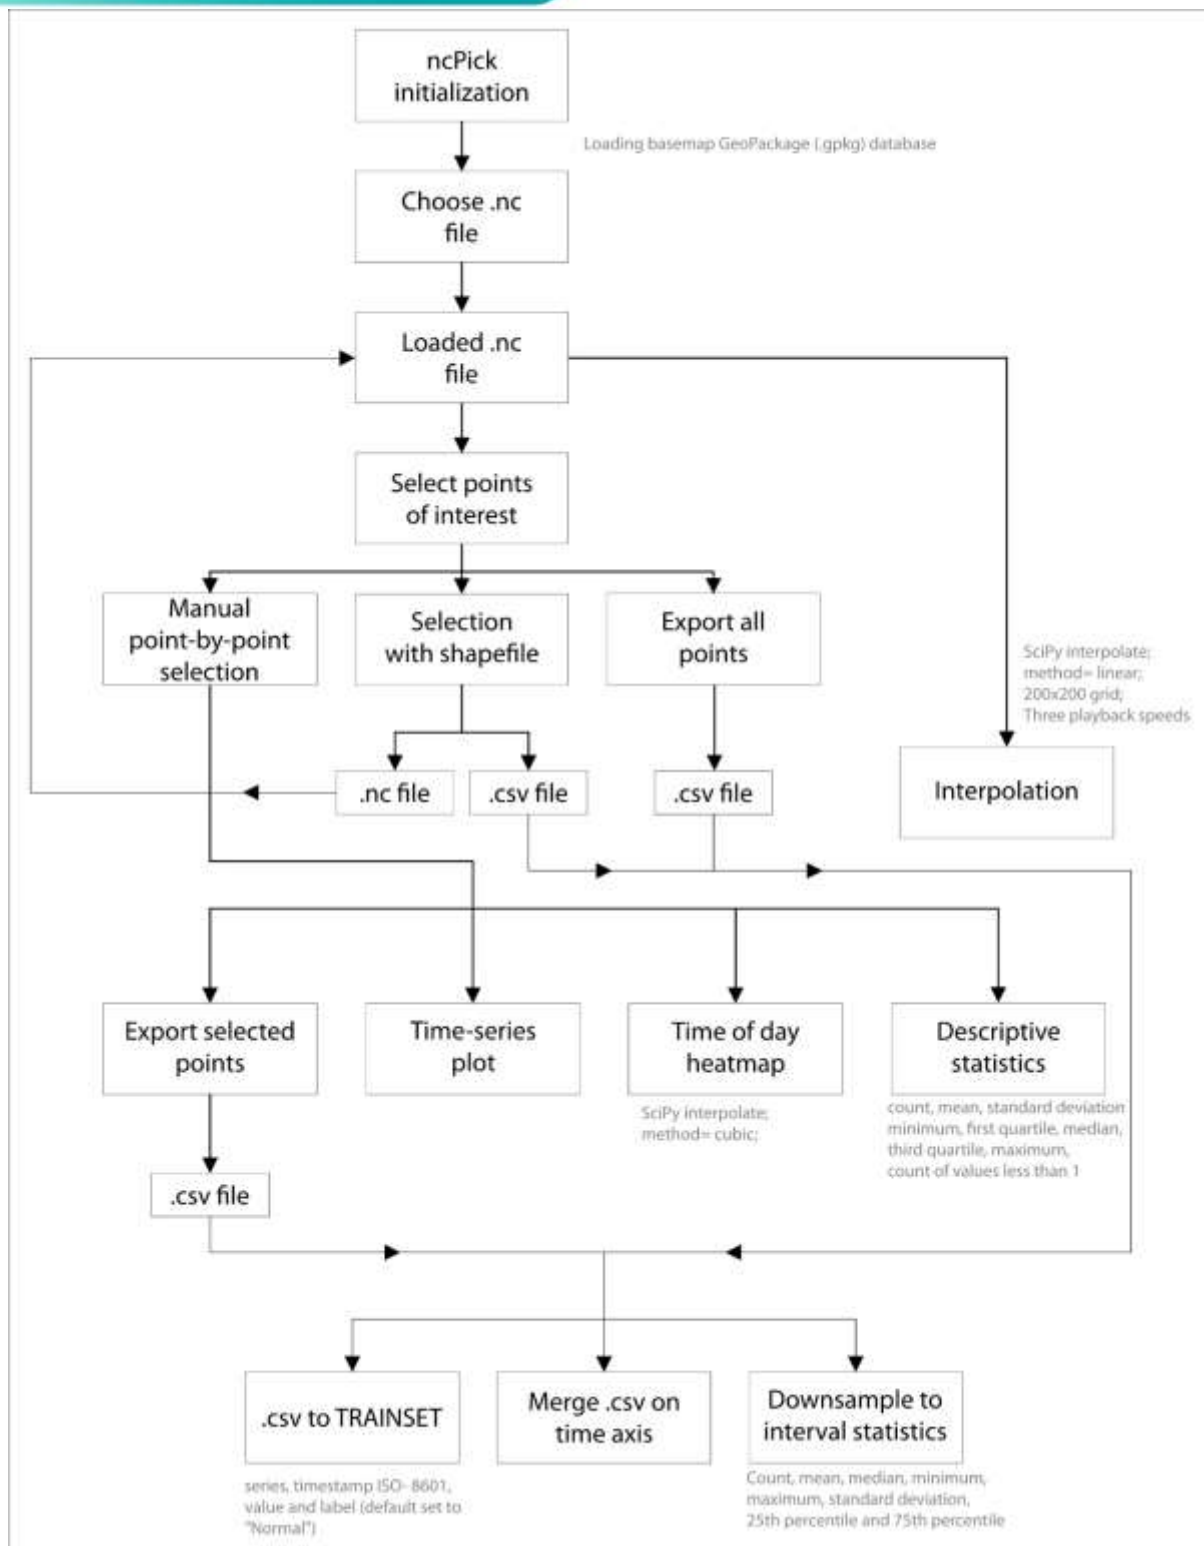 ncPick
initialization
Loading basemap GeoPackage (.gpkg) database
Choose .nc
file
Loaded .nc
file
Select points
of interest
Manual
point-by-point
selection
Selection
with shapefile
Export all
points
SciPy interpolate;
method= linear;
200x200 grid;
Three playback speeds
.nc file
.csv file
.csv file
Interpolation
Export selected
points
Time-series
plot
Time of day
heatmap
Descriptive
statistics
SciPy interpolate;
method= cubic;
count, mean, standard deviation
minimum, first quartile, median,
third quartile, maximum,
count of values less than 1
.csv file
.csv to TRAINSET
Merge .csv on
time axis
Downsample to
interval statistics
series, timestamp ISO- 8601,
value and label (default set to
"Normal")
Count, mean, median, minimum,
maximum, standard deviation,
25th percentile and 75th percentile